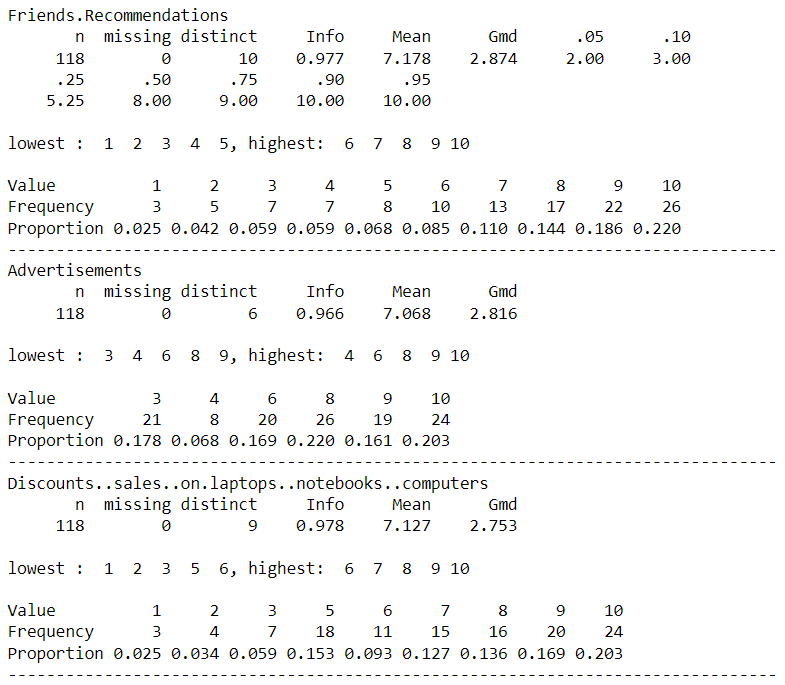 Friends.Recommendations
       n  missing distinct     Info     Mean      Gmd      .05      .10
     118        0       10    0.977    7.178    2.874     2.00     3.00
     .25      .50      .75      .90      .95
    5.25     8.00     9.00    10.00    10.00
lowest :  1  2  3  4  5, highest:  6  7  8  9 10
Value          1     2     3     4     5     6     7     8     9    10
Frequency      3     5     7     7     8    10    13    17    22    26
Proportion 0.025 0.042 0.059 0.059 0.068 0.085 0.110 0.144 0.186 0.220
--------------------------------------------------------------------------------
Advertisements
       n  missing distinct     Info     Mean      Gmd
     118        0        6    0.966    7.068    2.816
lowest :  3  4  6  8  9, highest:  4  6  8  9 10
Value          3     4     6     8     9    10
Frequency     21     8    20    26    19    24
Proportion 0.178 0.068 0.169 0.220 0.161 0.203
--------------------------------------------------------------------------------
Discounts..sales..on.laptops..notebooks..computers
       n  missing distinct     Info     Mean      Gmd
     118        0        9    0.978    7.127    2.753
lowest :  1  2  3  5  6, highest:  6  7  8  9 10
Value          1     2     3     5     6     7     8     9    10
Frequency      3     4     7    18    11    15    16    20    24
Proportion 0.025 0.034 0.059 0.153 0.093 0.127 0.136 0.169 0.203
--------------------------------------------------------------------------------